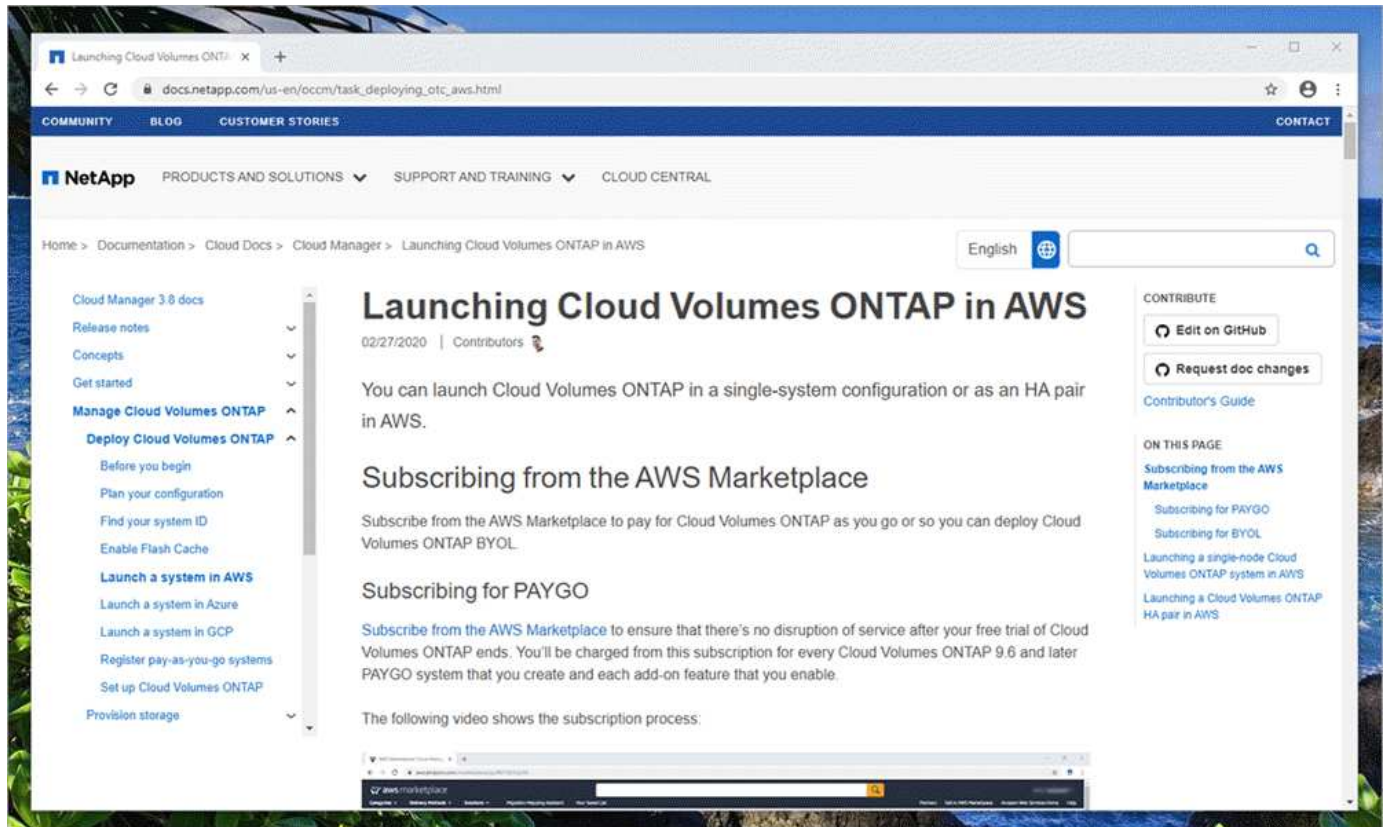 Launching Cloud Volumes ONTA
docs.netapp.com/us-en/occm/task_deploying_otc_aws.html
COMMUNITY BLOG CUSTOMER STORIES CONTACT
NetApp PRODUCTS AND SOLUTIONS SUPPORT AND TRAINING CLOUD CENTRAL
Home > Documentation > Cloud Docs > Cloud Manager > Launching Cloud Volumes ONTAP in AWS
English
Cloud Manager 3.8 docs
Release notes
Concepts
Get started
Manage Cloud Volumes ONTAP
Deploy Cloud Volumes ONTAP
Before you begin
Plan your configuration
Find your system ID
Enable Flash Cache
Launch a system in AWS
Launch a system in Azure
Launch a system in GCP
Register pay-as-you-go systems
Set up Cloud Volumes ONTAP
Provision storage
Launching Cloud Volumes ONTAP in AWS
02/27/2020 | Contributors
You can launch Cloud Volumes ONTAP in a single-system configuration or as an HA pair
in AWS.
Subscribing from the AWS Marketplace
Subscribe from the AWS Marketplace to pay for Cloud Volumes ONTAP as you go or so you can deploy Cloud
Volumes ONTAP BYOL.
Subscribing for PAYGO
Subscribe from the AWS Marketplace to ensure that there's no disruption of service after your free trial of Cloud
Volumes ONTAP ends. You'll be charged from this subscription for every Cloud Volumes ONTAP 9.6 and later
PAYGO system that you create and each add-on feature that you enable.
The following video shows the subscription process:
aws marketplace
CONTRIBUTE
Edit on GitHub
Request doc changes
Contributor's Guide
ON THIS PAGE
Subscribing from the AWS
Marketplace
Subscribing for PAYGO
Subscribing for BYOL
Launching a single-node Cloud
Volumes ONTAP system in AWS
Launching a Cloud Volumes ONTAP
HA pair in AWS